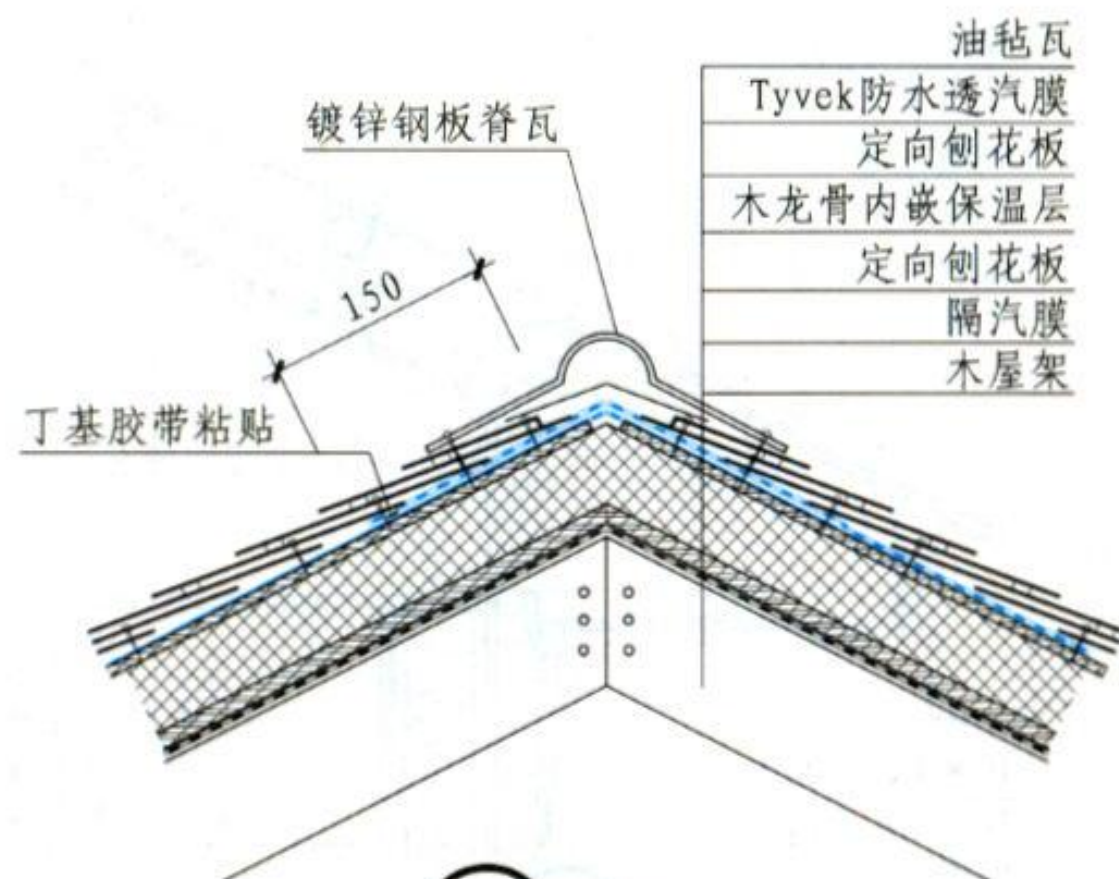 油毡瓦
Tyvek防水透汽膜
定向刨花板
木龙骨内嵌保温层
定向刨花板
隔汽膜
木屋架
镀锌钢板脊瓦
150
丁基胶带粘贴